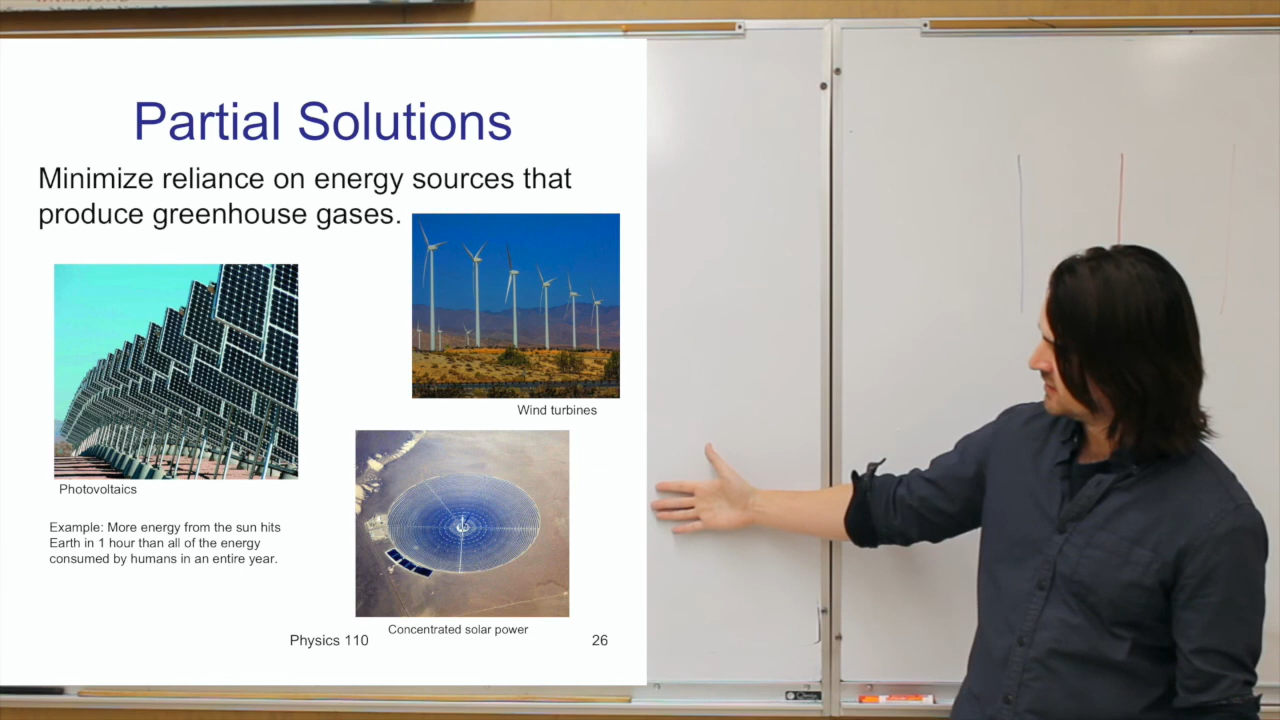 Partial Solutions
Minimize reliance on energy sources that
produce greenhouse gases.
Wind turbines
Photovoltaics
Example: More energy from the sun hits
Earth in 1 hour than all of the energy
consumed by humans in an entire year.
Concentrated solar power
Physics 110
26